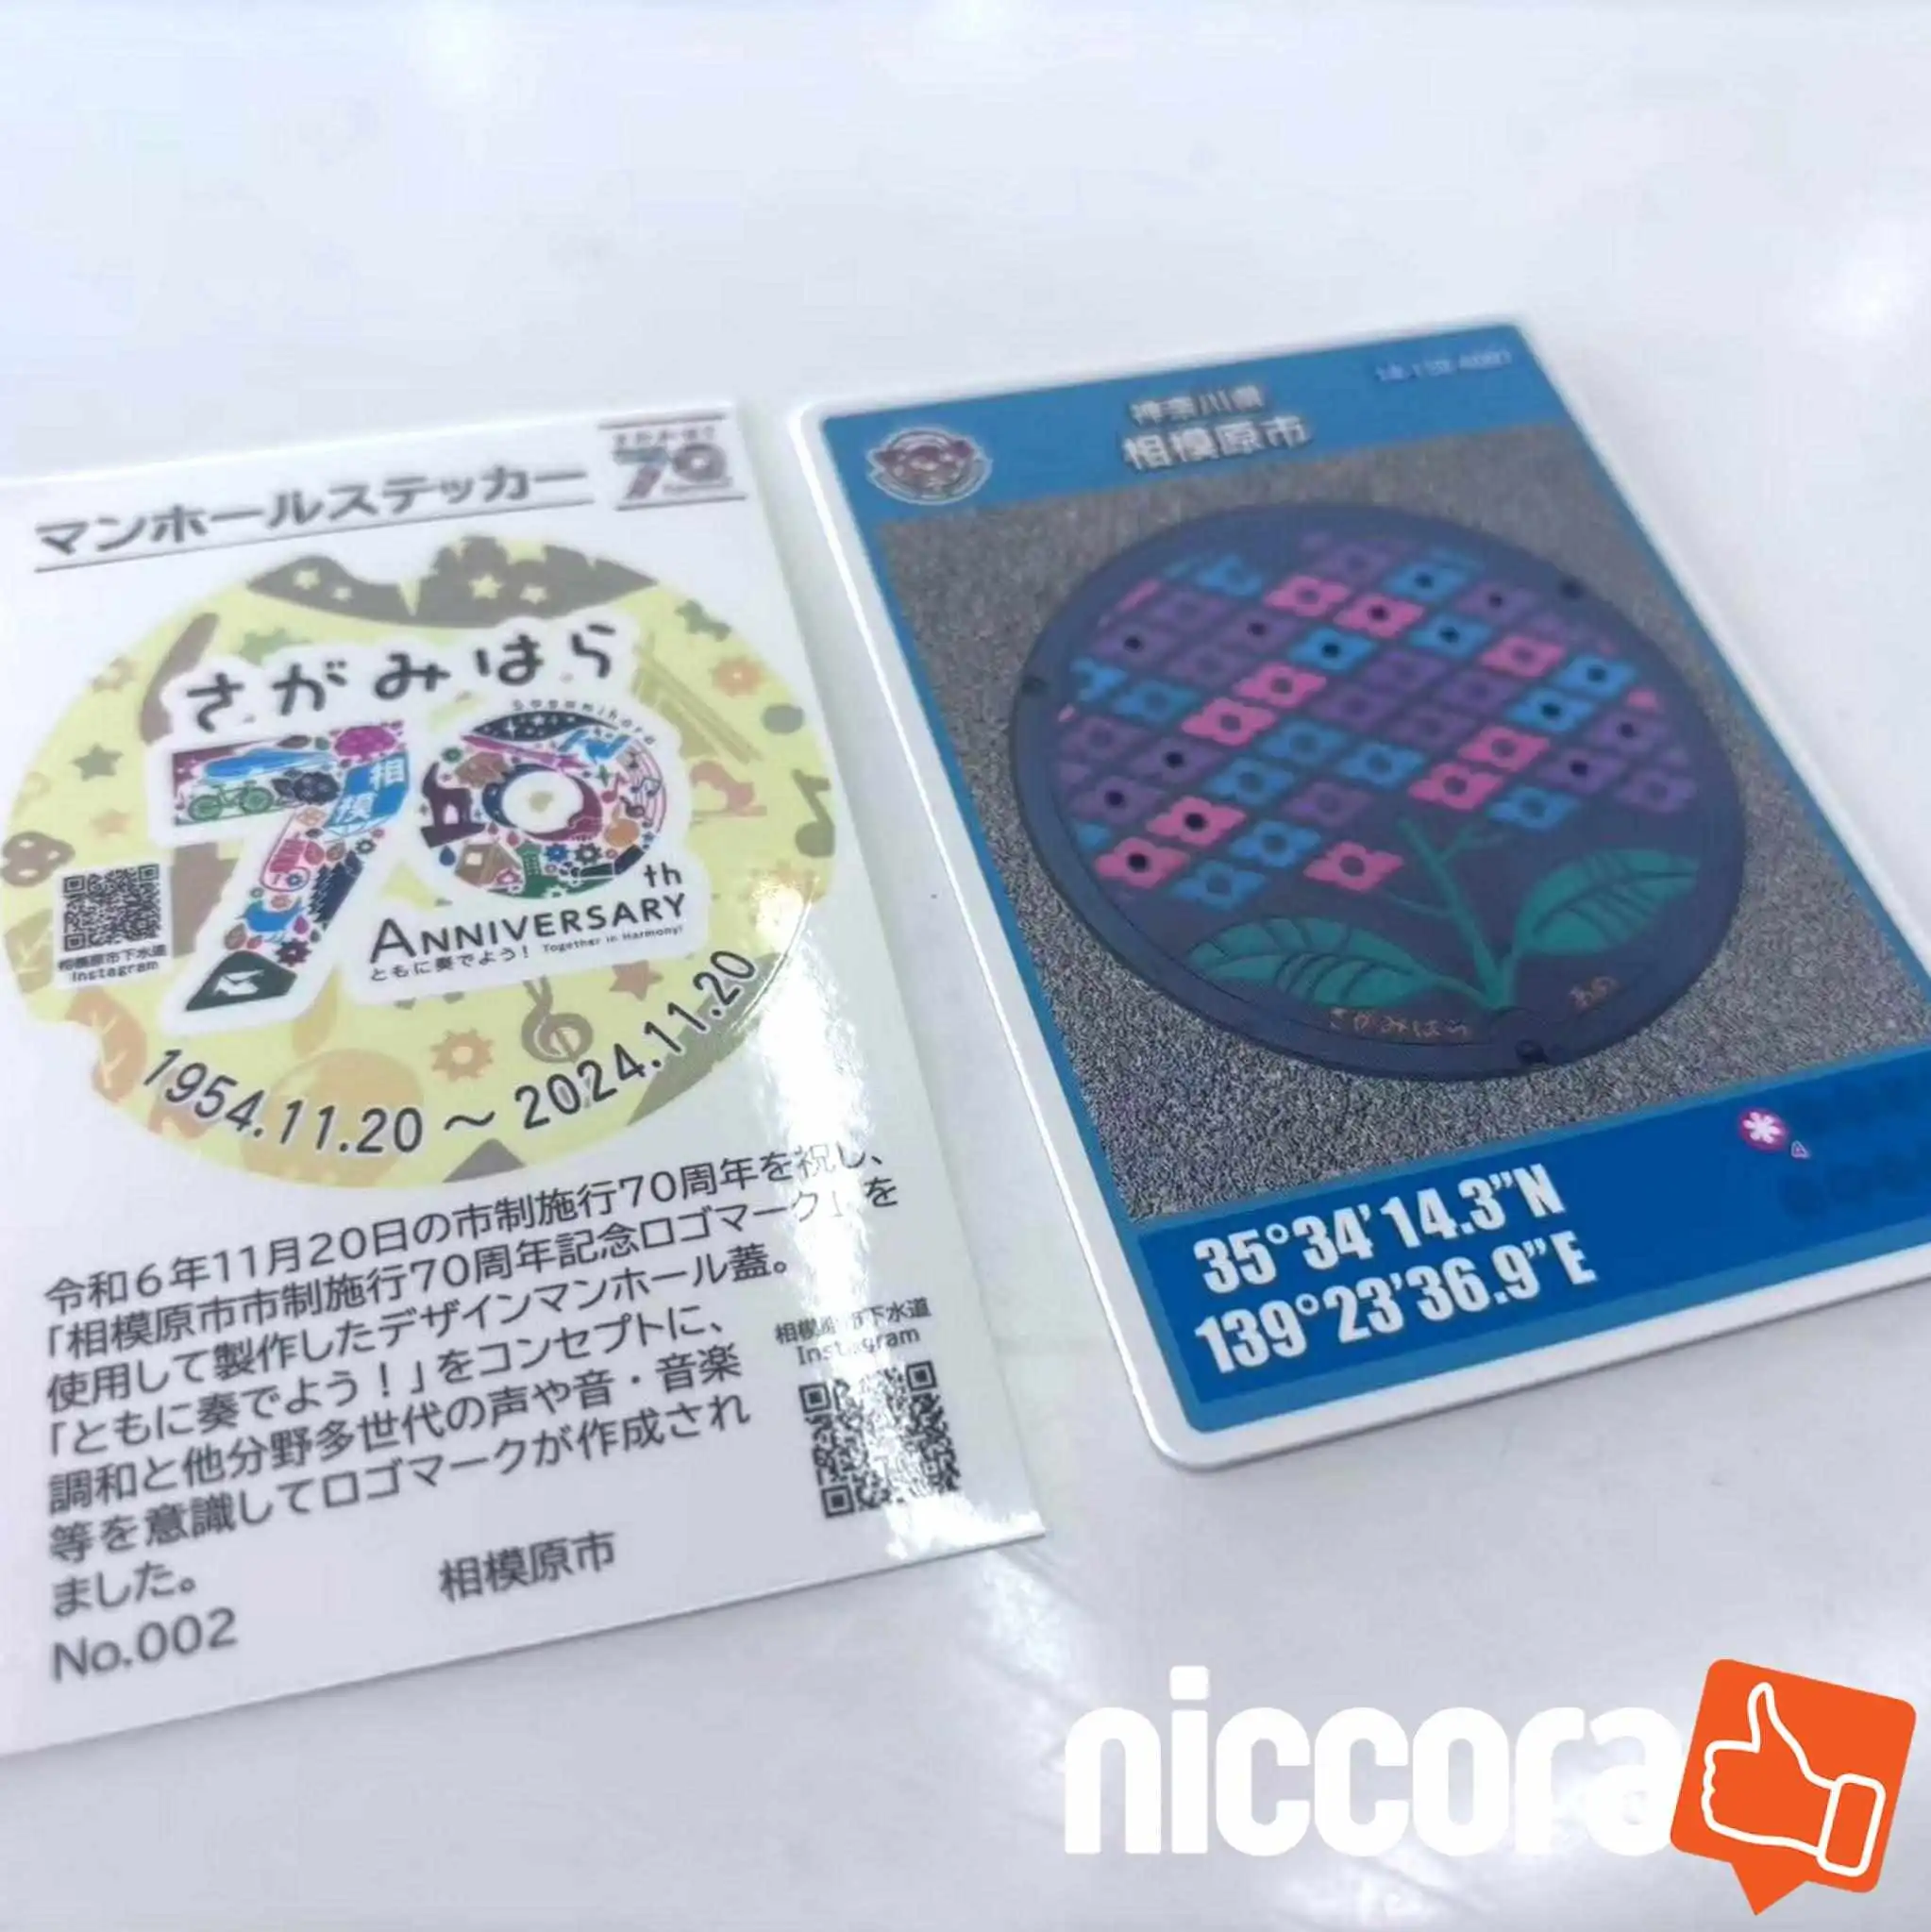 マンホールステッカー
70
さがみはら
Sagamihara
相模
70th
ANNIVERSARY
ともに奏でよう! Together in Harmony!
相模原市下水道
Instagram
1954.11.20～2024.11.20
令和6年11月20日の市制施行70周年を祝し、
「相模原市市制施行70周年記念ロゴマーク」を
使用して製作したデザインマンホール蓋。
「ともに奏でよう!」をコンセプトに、
調和と他分野多世代の声や音・音楽
等を意識してロゴマークが作成され
ました。
相模原市下水道
Instagram
相模原市
No.002
神奈川県
相模原市
さがみはら
35°34'14.3"N
139°23'36.9"E
A
niccora